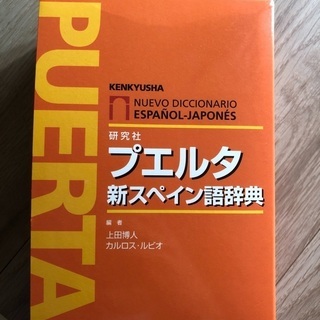 PUERTA
KENKYUSHA
NUEVO DICCIONARIO
ESPAÑOL-JAPONÉS
研究社
プエルタ
新スペイン語辞典
編者
上田博人
カルロス・ルビオ